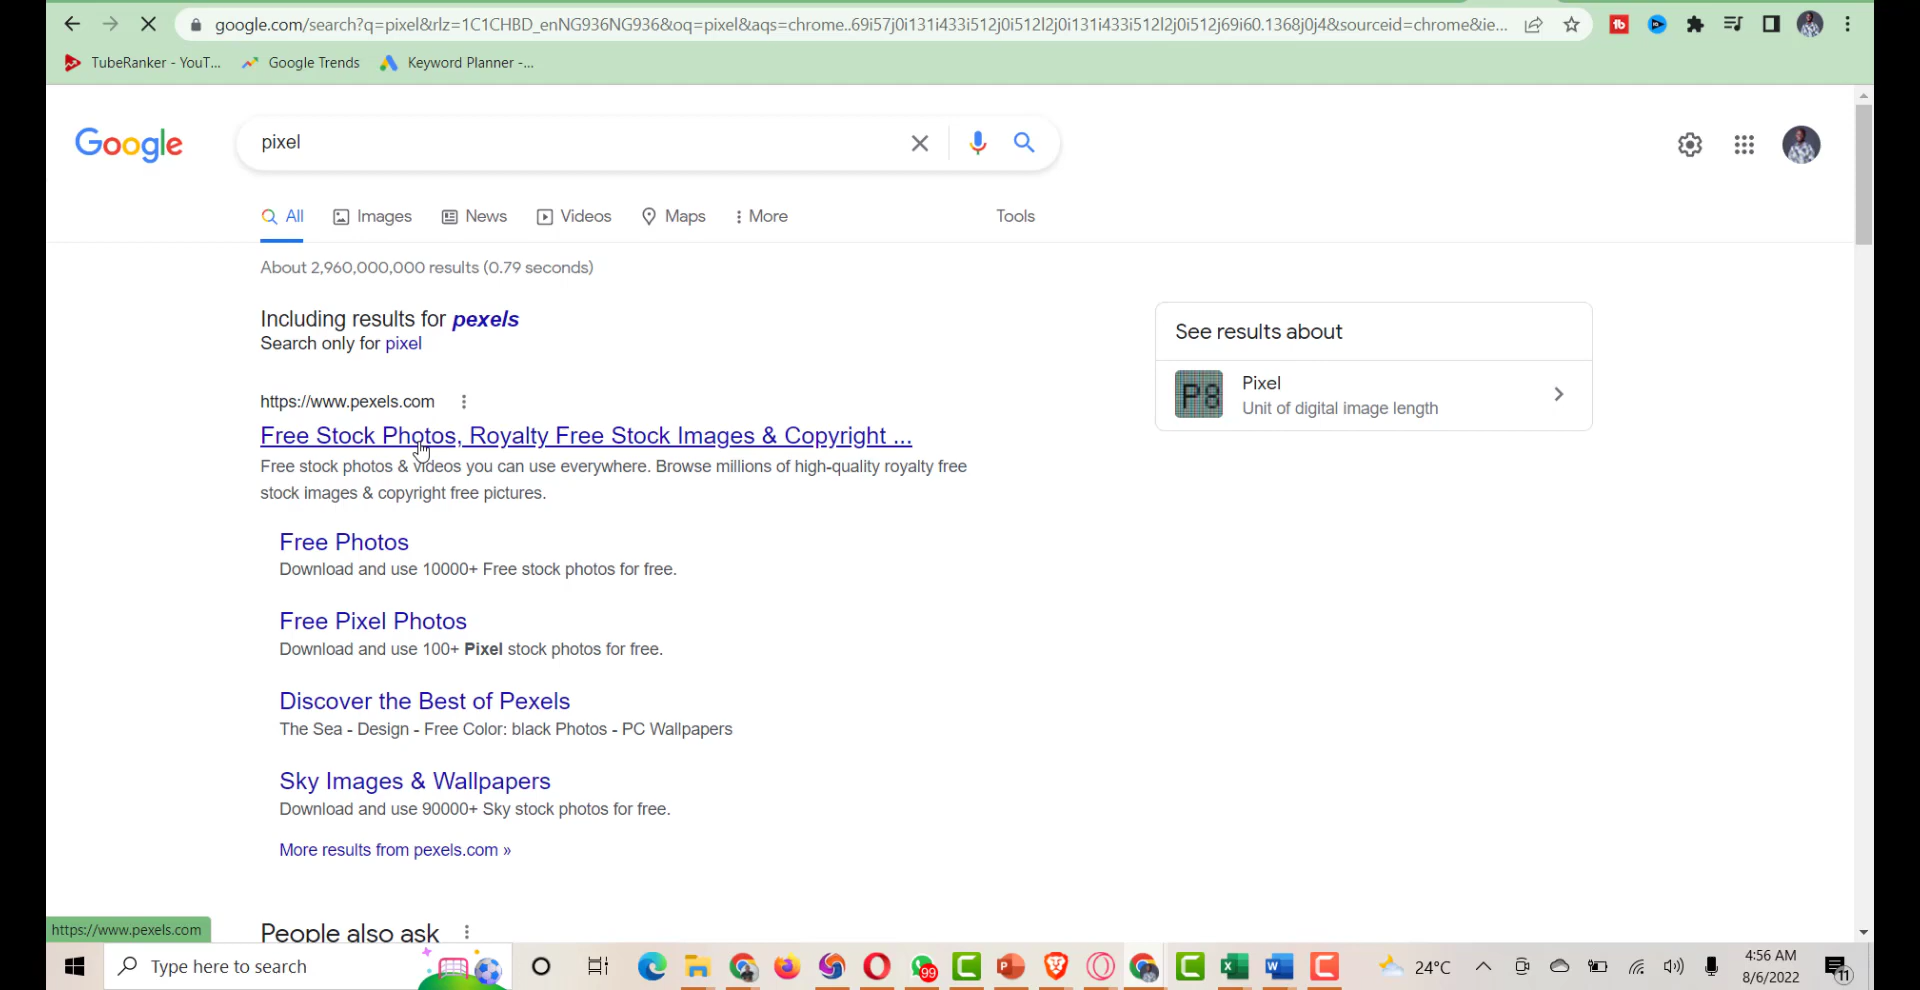 google.com/search?q=pixel&rlz=1C1CHBD_enNG936NG936&oq=pixel&aqs=chrome..69i57j0i131i433i512j0i512l2j0i131i433i512l2j0i512j69i60.1368j0j4&sourceid=chrome&ie...
TubeRanker - YouT... Google Trends Keyword Planner -...
Google pixel
All Images News Videos Maps More Tools
About 2,960,000,000 results (0.79 seconds)
Including results for pexels
Search only for pixel
See results about
Pixel
Unit of digital image length
https://www.pexels.com
Free Stock Photos, Royalty Free Stock Images & Copyright ...
Free stock photos & videos you can use everywhere. Browse millions of high-quality royalty free
stock images & copyright free pictures.
Free Photos
Download and use 10000+ Free stock photos for free.
Free Pixel Photos
Download and use 100+ Pixel stock photos for free.
Discover the Best of Pexels
The Sea - Design - Free Color: black Photos - PC Wallpapers
Sky Images & Wallpapers
Download and use 90000+ Sky stock photos for free.
More results from pexels.com »
https://www.pexels.com
People also ask
Type here to search
99
24°C
4:56 AM
8/6/2022
11